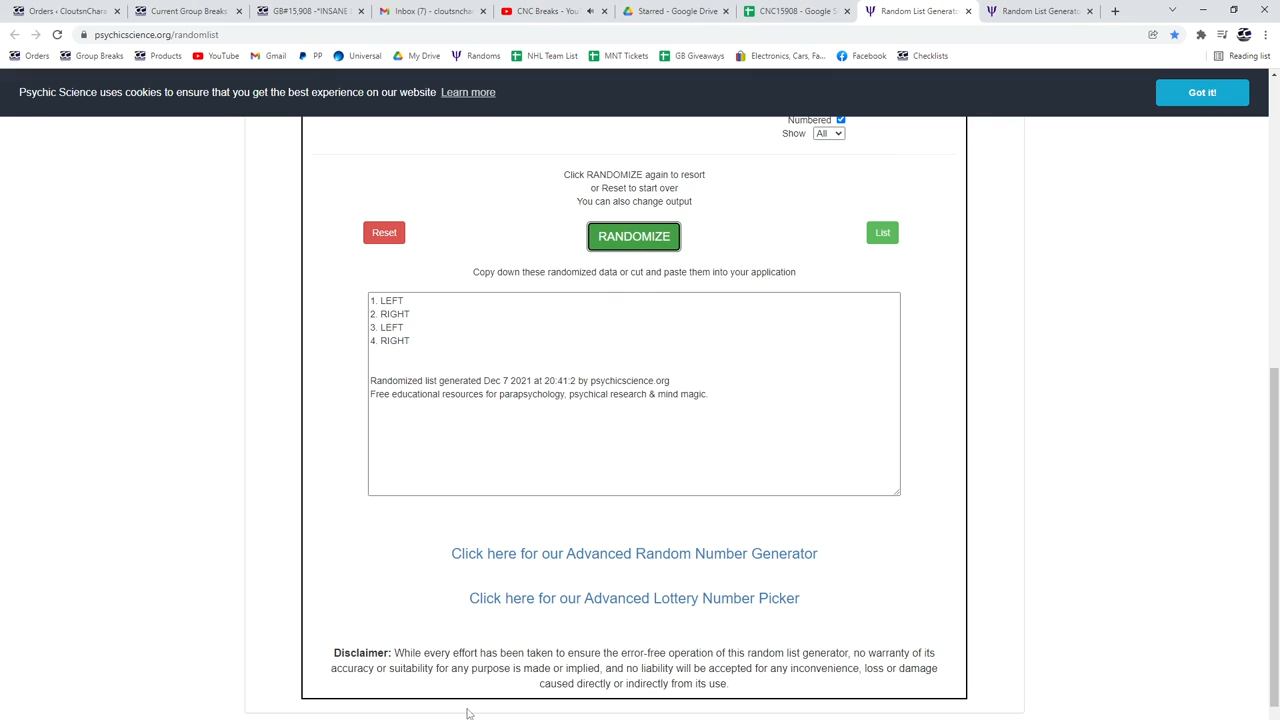 Orders ‹ CloutsnChar
Current Group Breaks
GB#15,908 -*INSANE
Inbox (7) - cloutsnchar
CNC Breaks - You
Starred - Google Drive
CNC15908 - Google S
Random List Generato
Random List Generato
psychicscience.org/randomlist
Orders
Group Breaks
Products
YouTube
Gmail
PP
Universal
My Drive
Randoms
NHL Team List
MNT Tickets
GB Giveaways
Electronics, Cars, Fa...
Facebook
Checklists
Reading list
Psychic Science uses cookies to ensure that you get the best experience on our website Learn more
Got it!
Numbered
Show All
Click RANDOMIZE again to resort
or Reset to start over
You can also change output
Reset
RANDOMIZE
List
Copy down these randomized data or cut and paste them into your application
1. LEFT
2. RIGHT
3. LEFT
4. RIGHT
Randomized list generated Dec 7 2021 at 20:41:2 by psychicscience.org
Free educational resources for parapsychology, psychical research & mind magic.
Click here for our Advanced Random Number Generator
Click here for our Advanced Lottery Number Picker
Disclaimer: While every effort has been taken to ensure the error-free operation of this random list generator, no warranty of its
accuracy or suitability for any purpose is made or implied, and no liability will be accepted for any inconvenience, loss or damage
caused directly or indirectly from its use.